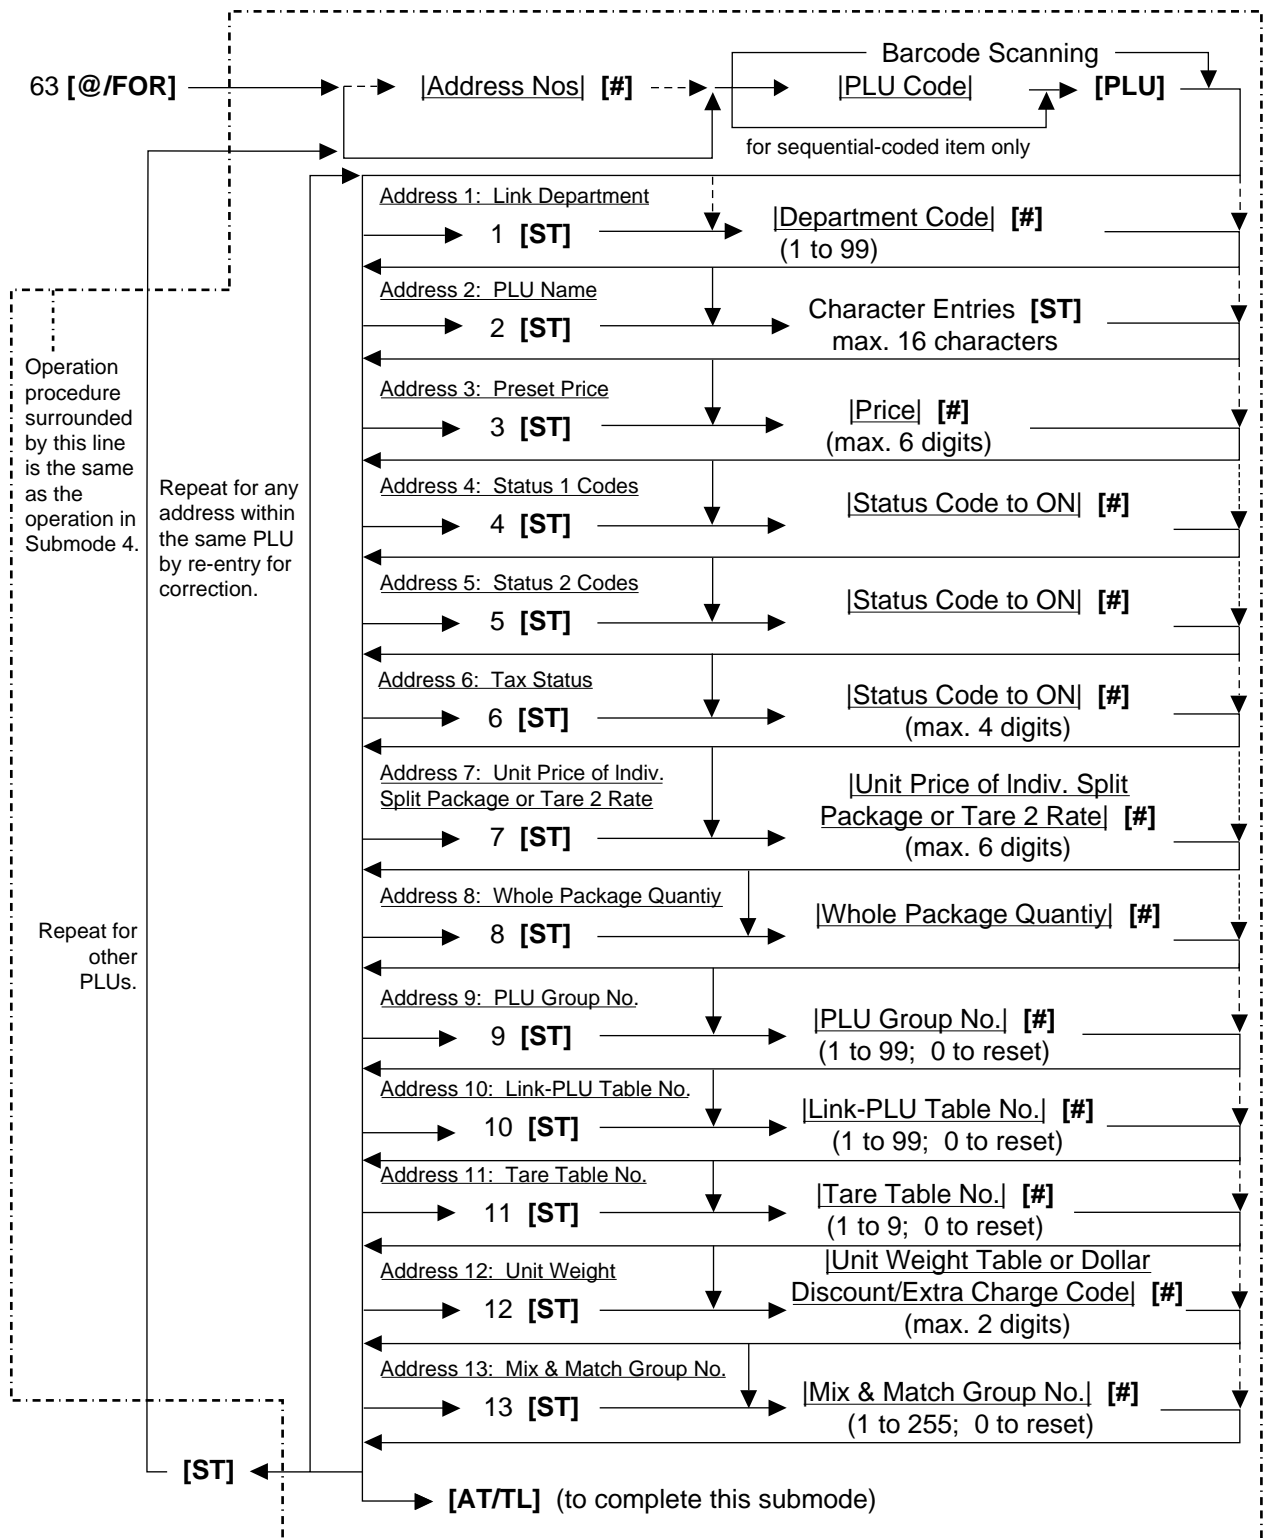 Barcode Scanning
63 [@/FOR] |Address Nos| [#] |PLU Code| [PLU]
for sequential-coded item only
Address 1: Link Department
1 [ST] |Department Code| [#]
(1 to 99)
Address 2: PLU Name
2 [ST] Character Entries [ST]
max. 16 characters
Operation
procedure
surrounded
by this line
is the same
as the
operation in
Submode 4.
Repeat for any
address within
the same PLU
by re-entry for
correction.
Address 3: Preset Price
3 [ST] |Price| [#]
(max. 6 digits)
Address 4: Status 1 Codes
4 [ST] |Status Code to ON| [#]
Address 5: Status 2 Codes
5 [ST] |Status Code to ON| [#]
Address 6: Tax Status
6 [ST] |Status Code to ON| [#]
(max. 4 digits)
Address 7: Unit Price of Indiv.
Split Package or Tare 2 Rate
7 [ST] |Unit Price of Indiv. Split
Package or Tare 2 Rate| [#]
(max. 6 digits)
Address 8: Whole Package Quantiy
8 [ST] |Whole Package Quantiy| [#]
Repeat for
other
PLUs.
Address 9: PLU Group No.
9 [ST] |PLU Group No.| [#]
(1 to 99; 0 to reset)
Address 10: Link-PLU Table No.
10 [ST] |Link-PLU Table No.| [#]
(1 to 99; 0 to reset)
Address 11: Tare Table No.
11 [ST] |Tare Table No.| [#]
(1 to 9; 0 to reset)
Address 12: Unit Weight
12 [ST] |Unit Weight Table or Dollar
Discount/Extra Charge Code| [#]
(max. 2 digits)
Address 13: Mix & Match Group No.
13 [ST] |Mix & Match Group No.| [#]
(1 to 255; 0 to reset)
[ST]
[AT/TL] (to complete this submode)